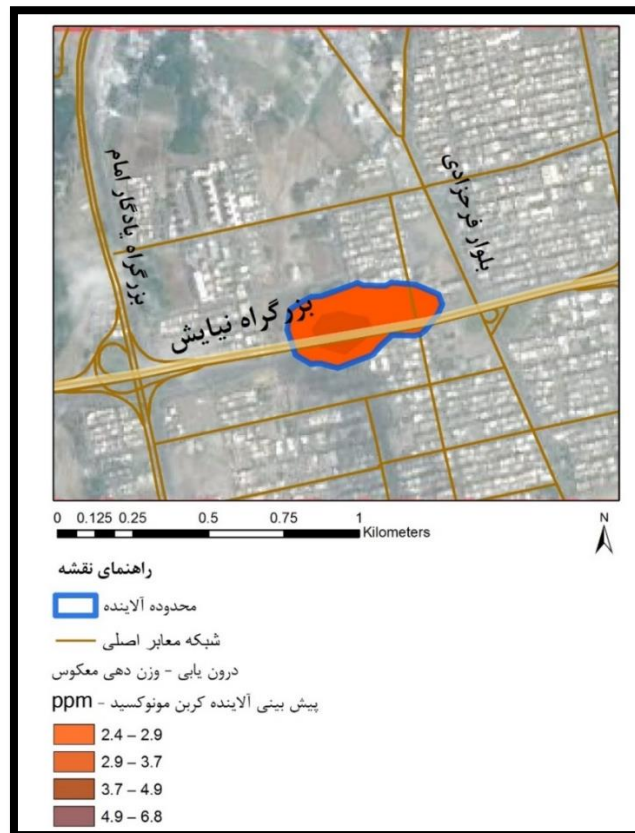 بزرگراه یادگار امام
بلوار فرحزادی
بزرگراه نیایش
0 0.125 0.25 0.5 0.75 1
Kilometers
N
راهنمای نقشه
محدوده آلاینده
شبکه معابر اصلی
درون یابی - وزن دهی معکوس
پیش بینی آلاینده کربن مونوکسید - ppm
2.4 – 2.9
2.9 – 3.7
3.7 – 4.9
4.9 – 6.8